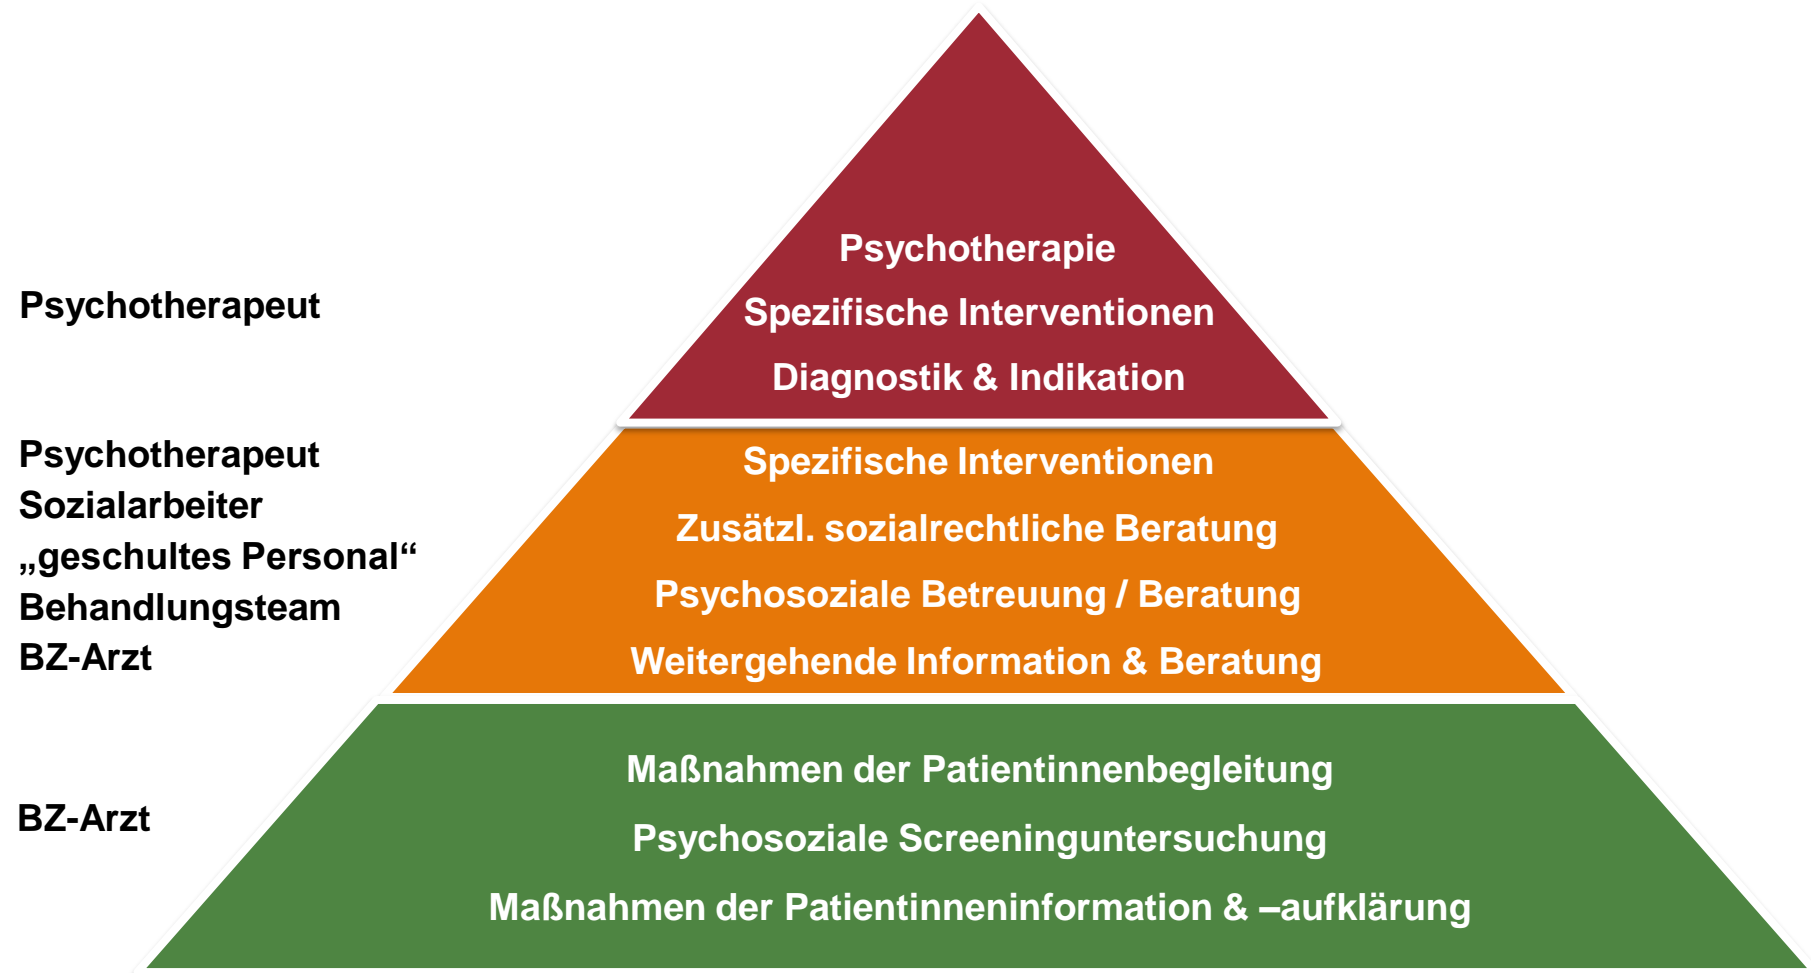 Psychotherapie
Psychotherapeut
Spezifische Interventionen
Diagnostik & Indikation
Psychotherapeut
Sozialarbeiter
„geschultes Personal“
Behandlungsteam
BZ-Arzt
Spezifische Interventionen
Zusätzl. sozialrechtliche Beratung
Psychosoziale Betreuung / Beratung
Weitergehende Information & Beratung
BZ-Arzt
Maßnahmen der Patientinnenbegleitung
Psychosoziale Screeninguntersuchung
Maßnahmen der Patientinneninformation & –aufklärung